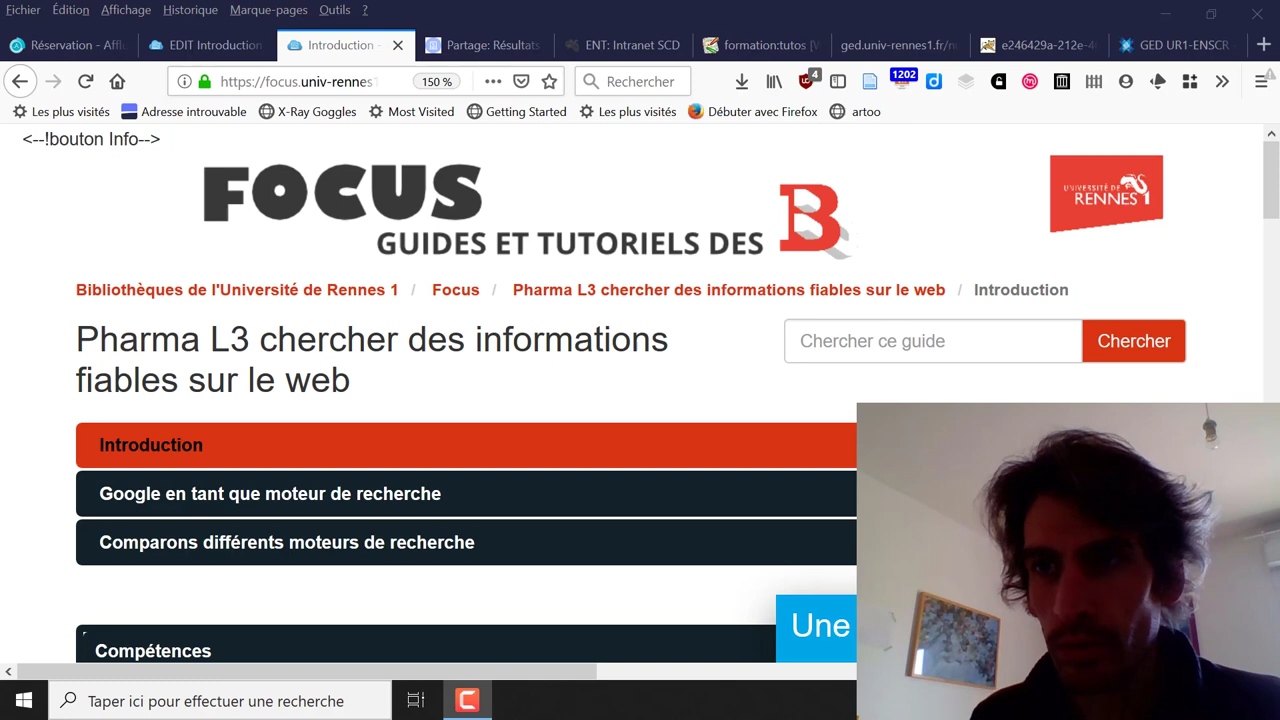 Fichier Édition Affichage Historique Marque-pages Outils ?
Réservation - Afflu EDIT Introduction Introduction - Partage: Résultats ENT: Intranet SCD formation:tutos [V ged.univ-rennes1.fr/n e246429a-212e-4 GED UR1-ENSCR
https://focus.univ-rennes1 150 % Rechercher 4 1202
Les plus visités Adresse introuvable X-Ray Goggles Most Visited Getting Started Les plus visités Débuter avec Firefox artoo
<--!bouton Info-->
FOCUS
GUIDES ET TUTORIELS DES B
UNIVERSITÉ DE
RENNES 1
Bibliothèques de l'Université de Rennes 1 / Focus / Pharma L3 chercher des informations fiables sur le web / Introduction
Pharma L3 chercher des informations
fiables sur le web
Chercher ce guide Chercher
Introduction
Google en tant que moteur de recherche
Comparons différents moteurs de recherche
Une
Compétences
Taper ici pour effectuer une recherche